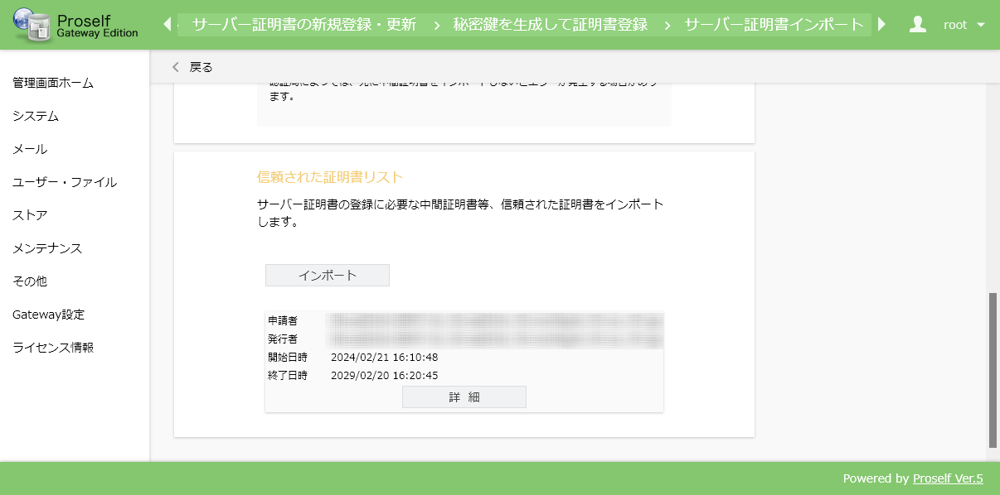 Proself
Gateway Edition
サーバー証明書の新規登録・更新 > 秘密鍵を生成して証明書登録 > サーバー証明書インポート
root
戻る
管理画面ホーム
システム
メール
ユーザー・ファイル
ストア
メンテナンス
その他
Gateway設定
ライセンス情報
ます。
信頼された証明書リスト
サーバー証明書の登録に必要な中間証明書等、信頼された証明書をインポート
します。
インポート
申請者
発行者
開始日時 2024/02/21 16:10:48
終了日時 2029/02/20 16:20:45
詳 細
Powered by Proself Ver.5